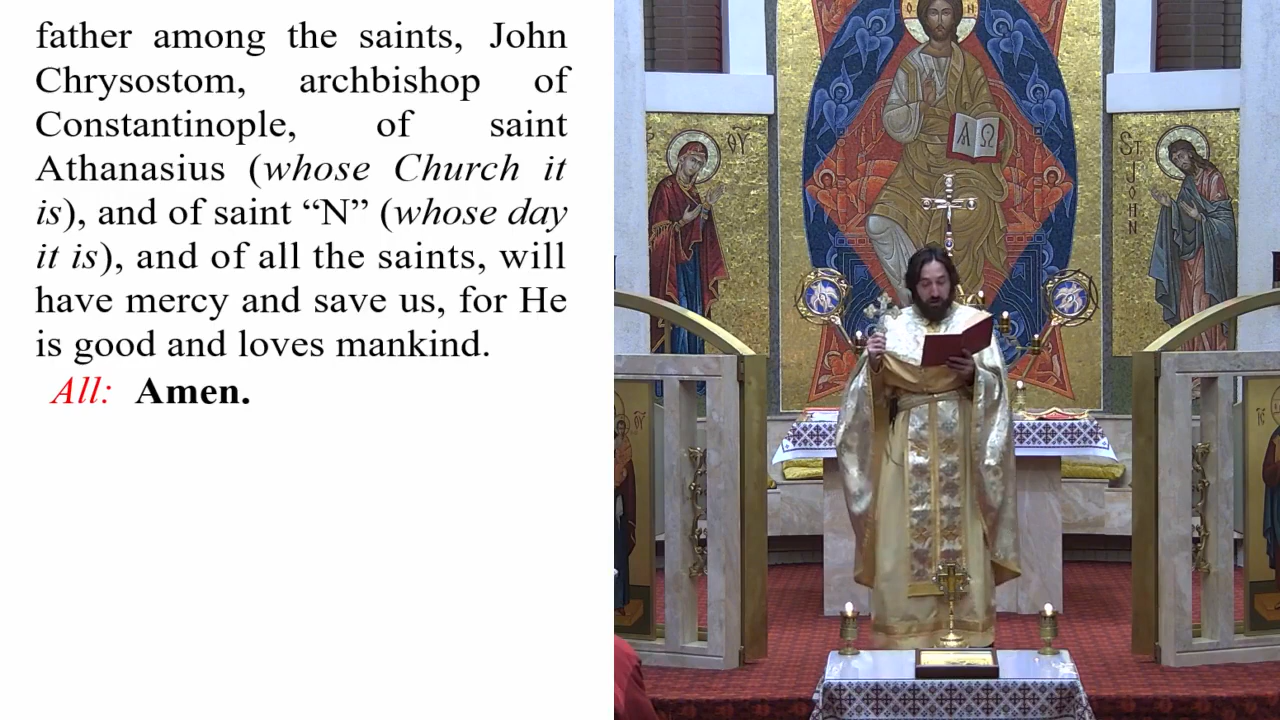 father among the saints, John
Chrysostom, archbishop of
Constantinople, of saint
Athanasius (whose Church it
is), and of saint “N” (whose day
it is), and of all the saints, will
have mercy and save us, for He
is good and loves mankind.
All: Amen.
ΟΥ
ST
JOHN
Α Ω